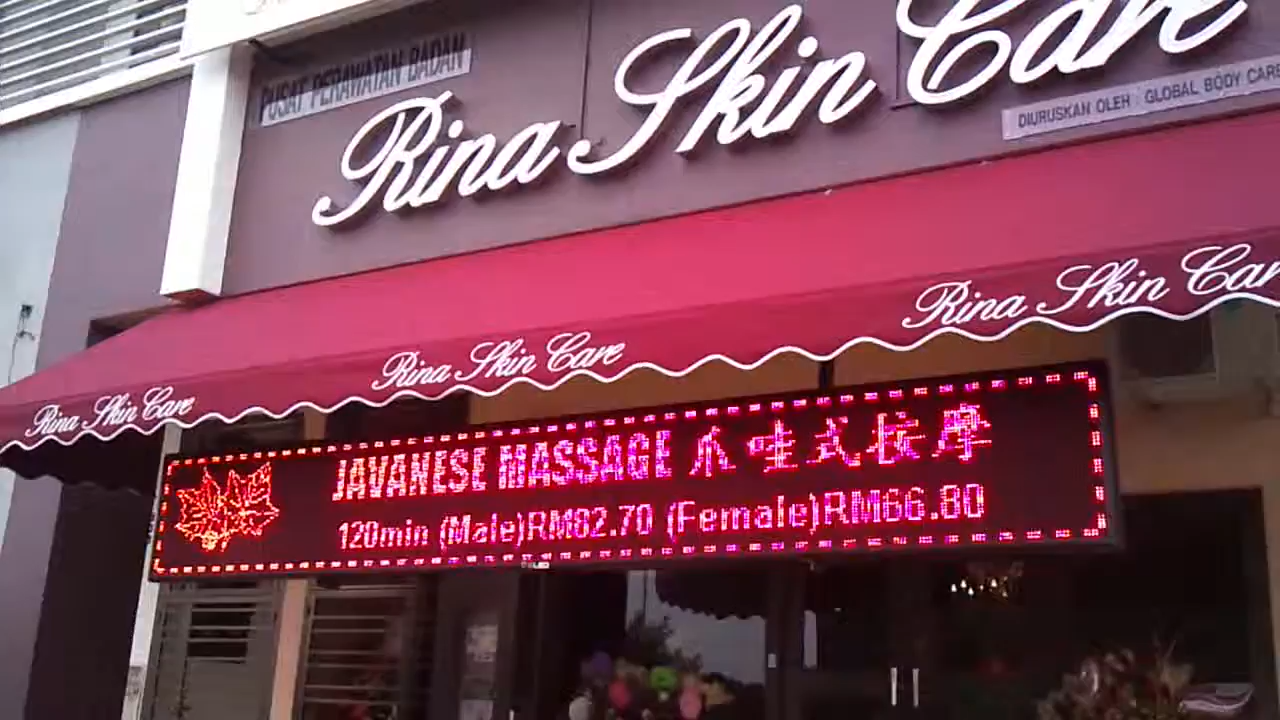 PUSAT PERAWATAN BADAN
Rina Skin Care
DIURUSKAN OLEH : GLOBAL BODY CARE
Rina Skin Care
Rina Skin Care
Rina Skin Car
JAVANESE MASSAGE 爪哇式按摩
120min (Male)RM82.70 (Female)RM66.80